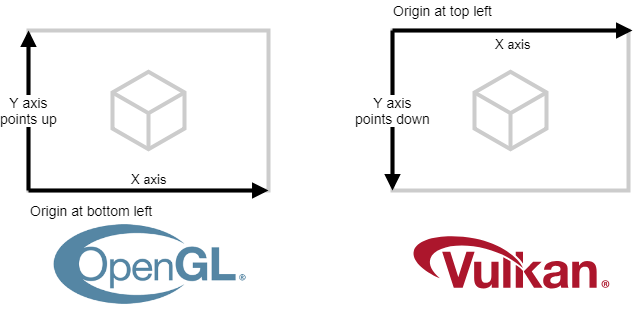 Y axis
points up
X axis
Origin at bottom left
OpenGL®
Origin at top left
X axis
Y axis
points down
Vulkan®